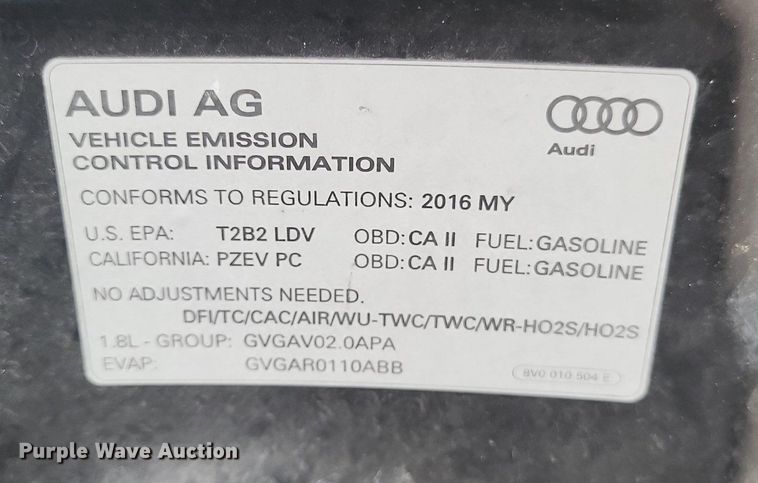 AUDI AG
Audi
VEHICLE EMISSION
CONTROL INFORMATION
CONFORMS TO REGULATIONS: 2016 MY
U.S. EPA: T2B2 LDV OBD: CA II FUEL: GASOLINE
CALIFORNIA: PZEV PC OBD: CA II FUEL: GASOLINE
NO ADJUSTMENTS NEEDED.
DFI/TC/CAC/AIR/WU-TWC/TWC/WR-HO2S/HO2S
1.8L - GROUP: GVGAV02.0APA
EVAP: GVGAR0110ABB
8V0 010 504 E
Purple Wave Auction